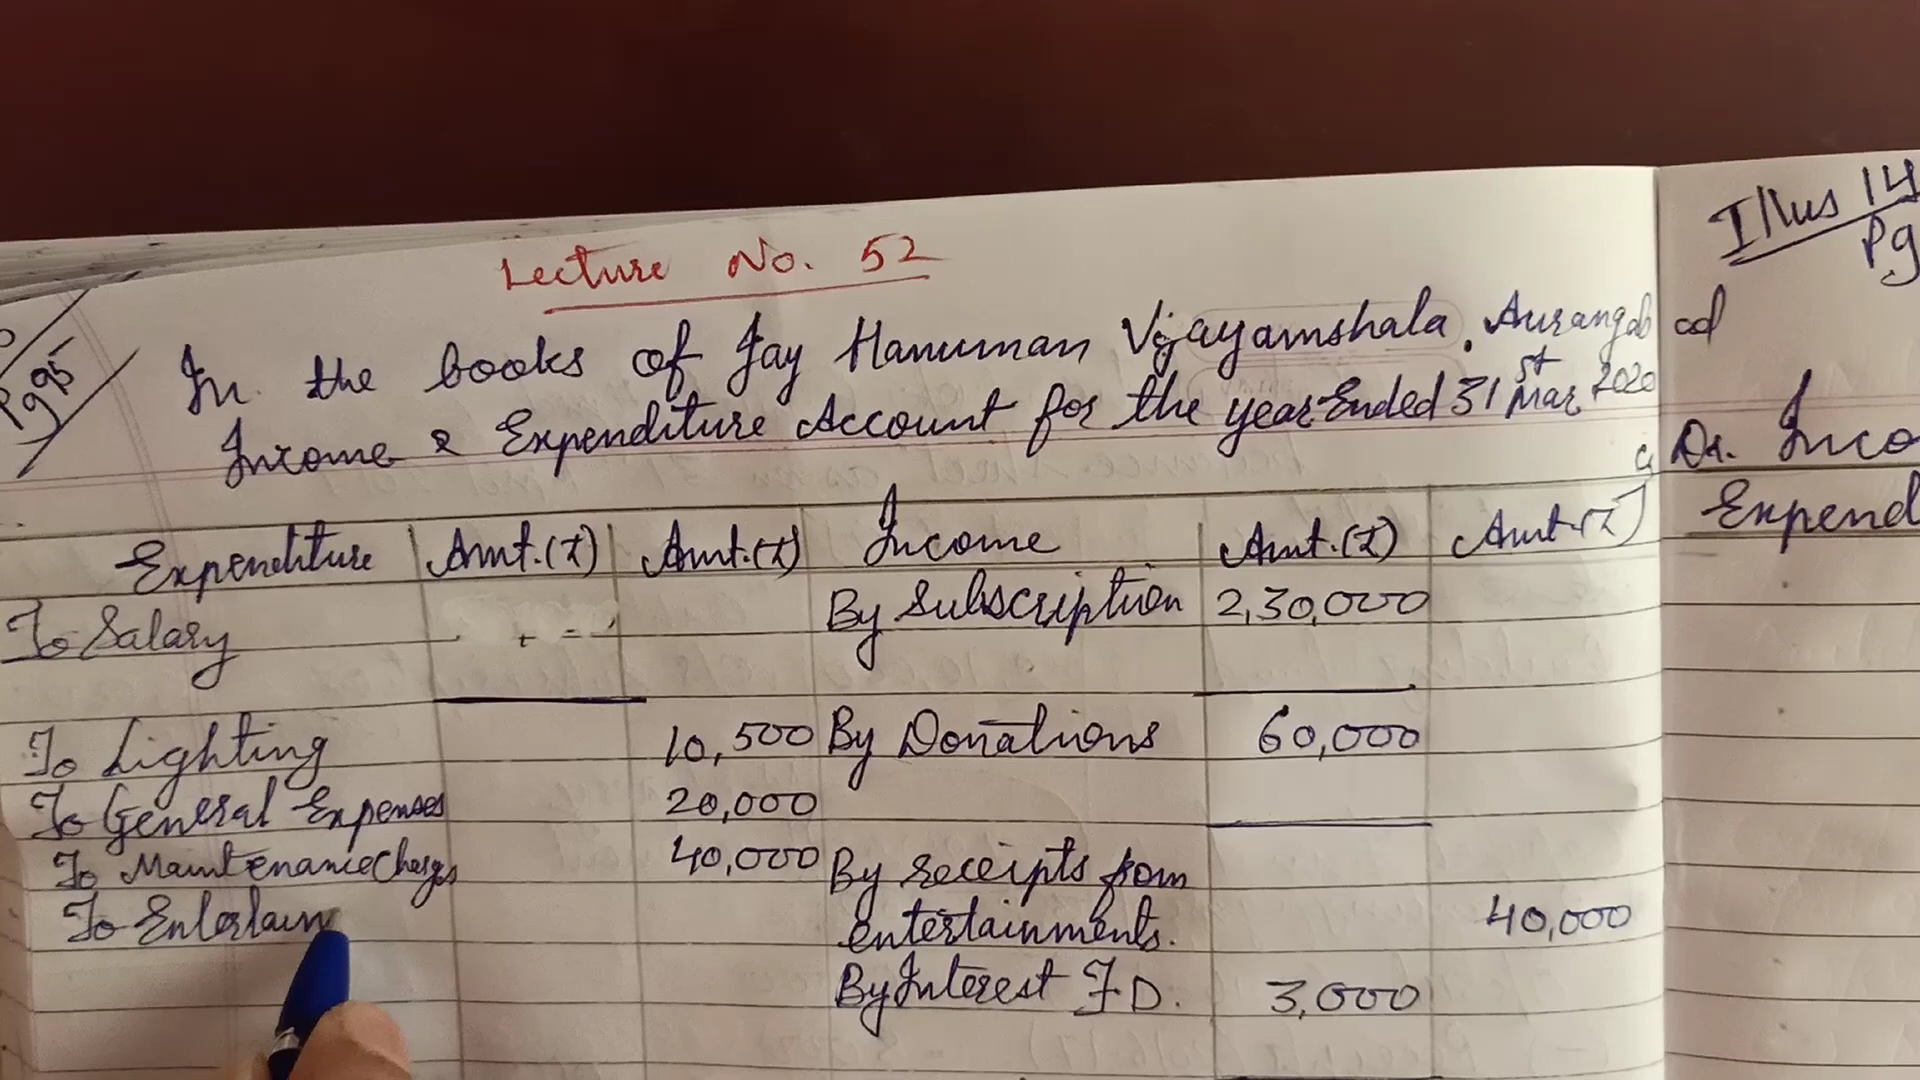 Lecture No. 52
Pg 95
In the books of Jay Hanuman Vyayamshala, Aurangabad
Income & Expenditure Account for the year Ended 31st Mar 2020
Expenditure Amt.(₹) Amt.(₹) Income Amt.(₹) Amt.(₹)
To Salary By Subscription 2,30,000
To Lighting 10,500 By Donations 60,000
To General Expenses 20,000
To Maintenance Charges 40,000 By receipts from
To Entertain entertainments. 40,000
By Interest F.D. 3,000
Illus 14
Pg
Dr. Inco
Expend